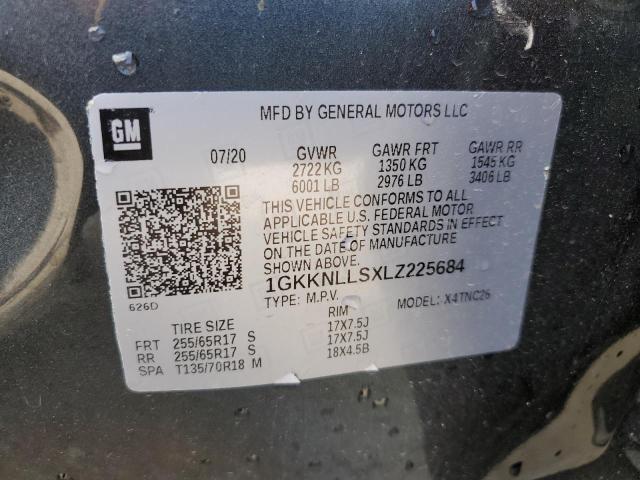 GM
MFD BY GENERAL MOTORS LLC
07/20 GVWR GAWR FRT GAWR RR
2722 KG 1350 KG 1545 KG
6001 LB 2976 LB 3406 LB
THIS VEHICLE CONFORMS TO ALL
APPLICABLE U.S. FEDERAL MOTOR
VEHICLE SAFETY STANDARDS IN EFFECT
ON THE DATE OF MANUFACTURE
SHOWN ABOVE.
1GKKNLLSXLZ225684
626D
TYPE: M.P.V. MODEL: X4TNC26
TIRE SIZE RIM
FRT 255/65R17 S 17X7.5J
RR 255/65R17 S 17X7.5J
SPA T135/70R18 M 18X4.5B